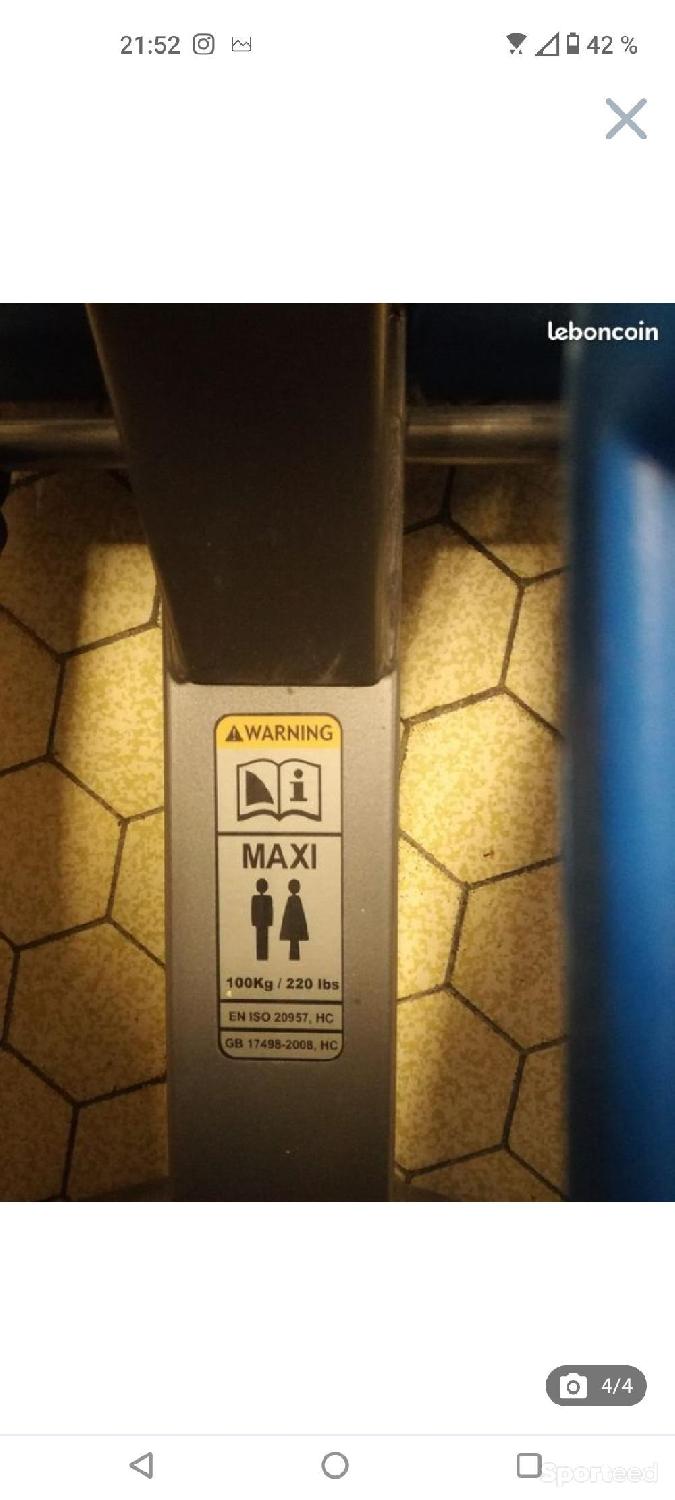 21:52
42 %
leboncoin
WARNING
MAXI
100Kg / 220 lbs
EN ISO 20957, HC
GB 17498-2008, HC
4/4
Sporteed